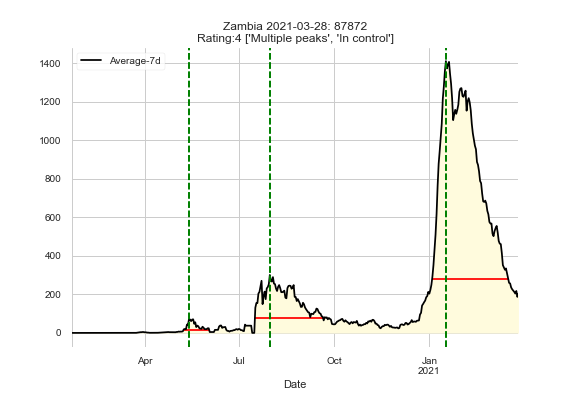 Zambia 2021-03-28: 87872
Rating:4 ['Multiple peaks', 'In control']
Average-7d
1400
1200
1000
800
600
400
200
0
Apr
Jul
Oct
Jan
2021
Date